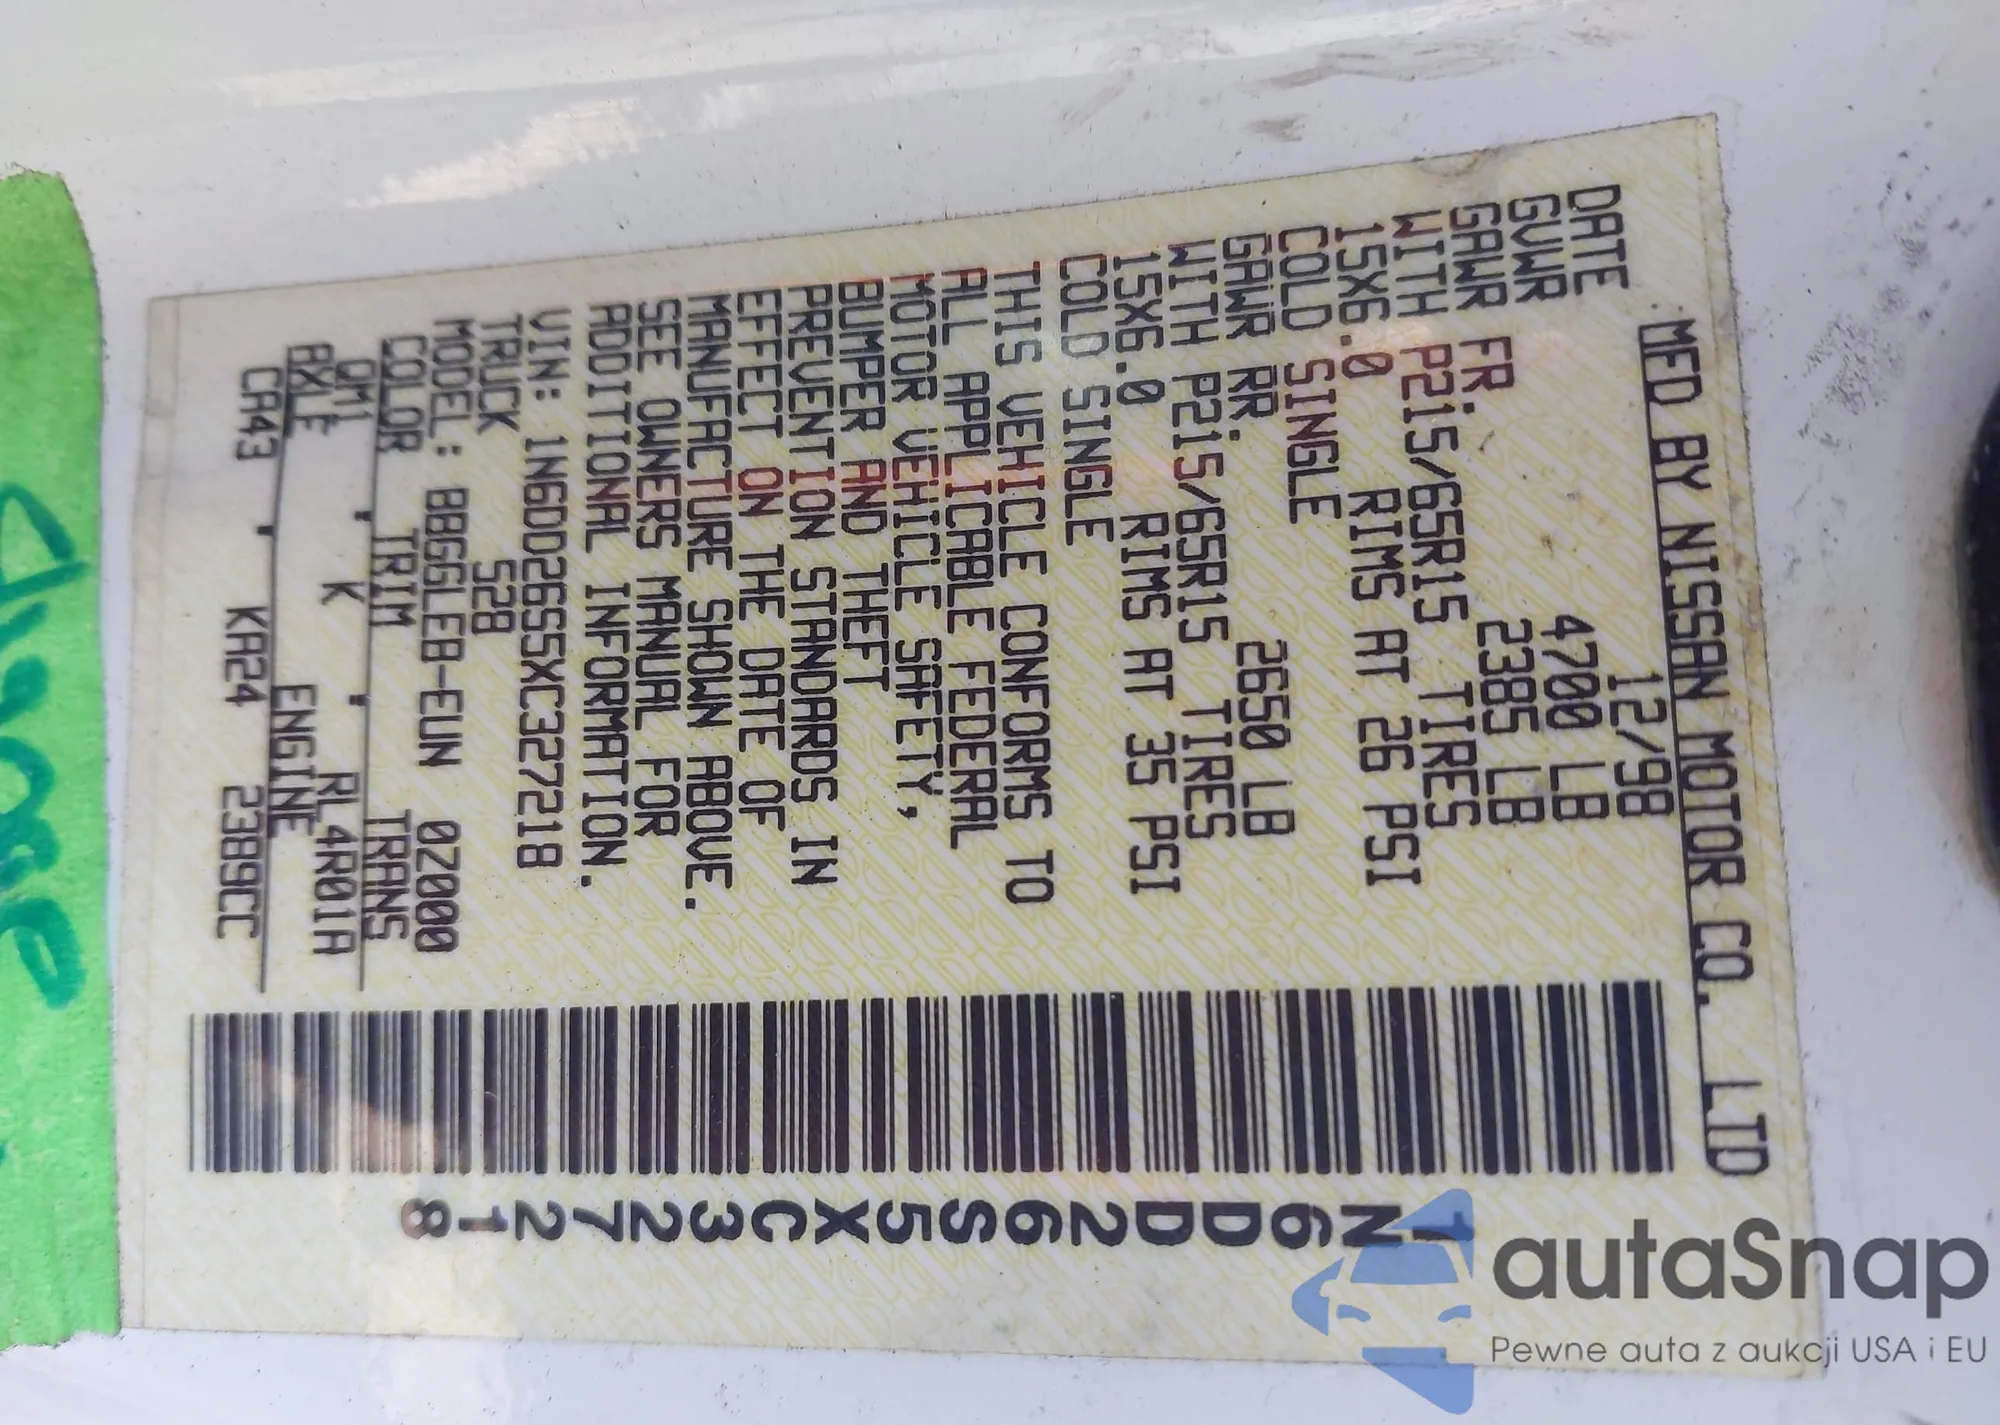 MFD BY NISSAN MOTOR CO. LTD
DATE 12/98
GVWR 4700 LB
GAWR FR. 2385 LB
WITH P215/65R15 TIRES
15X6.0 RIMS AT 26 PSI
COLD SINGLE
GAWR RR. 2650 LB
WITH P215/65R15 TIRES
15X6.0 RIMS AT 35 PSI
COLD SINGLE
THIS VEHICLE CONFORMS TO
ALL APPLICABLE FEDERAL
MOTOR VEHICLE SAFETY,
BUMPER AND THEFT
PREVENTION STANDARDS IN
EFFECT ON THE DATE OF
MANUFACTURE SHOWN ABOVE.
SEE OWNERS MANUAL FOR
ADDITIONAL INFORMATION.
VIN: 1N6DD26S5XC327218
TRUCK 528
MODEL: BBGGLEB-EUN 0Z000
COLOR TRIM TRANS
QM1 K RL4R01A
AXLE ENGINE
CA43 KA24 2389CC
1N6DD26S5XC327218
autaSnap
Pewne auta z aukcji USA i EU